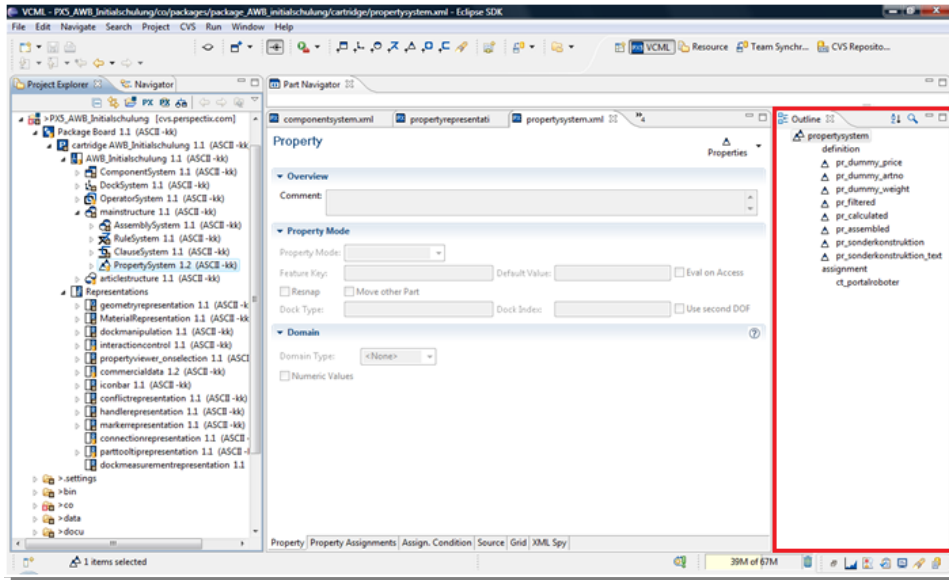 VCML - PX5_AWB_Initialschulung/co/packages/package_AWB_initialschulung/cartridge/propertysystem.xml - Eclipse SDK
File Edit Navigate Search Project CVS Run Window Help
VCML Resource Team Synchr... CVS Reposito...
Project Explorer Navigator
Part Navigator
>PX5_AWB_Initialschulung [cvs.perspectix.com]
Package Board 1.1 (ASCII -kk)
cartridge AWB_Initialschulung 1.1 (ASCII -kk
AWB_Initialschulung 1.1 (ASCII -kk)
ComponentSystem 1.1 (ASCII -kk)
DockSystem 1.1 (ASCII -kk)
OperatorSystem 1.1 (ASCII -kk)
mainstructure 1.1 (ASCII -kk)
AssemblySystem 1.1 (ASCII -kk)
RuleSystem 1.1 (ASCII -kk)
ClauseSystem 1.1 (ASCII -kk)
PropertySystem 1.2 (ASCII -kk)
articlestructure 1.1 (ASCII -kk)
Representations
geometryrepresentation 1.1 (ASCII -k
MaterialRepresentation 1.1 (ASCII -kk
dockmanipulation 1.1 (ASCII -kk)
interactioncontrol 1.1 (ASCII -kk)
propertyviewer_onselection 1.1 (ASCI
commercialdata 1.2 (ASCII -kk)
iconbar 1.1 (ASCII -kk)
conflictrepresentation 1.1 (ASCII -kk)
handlerepresentation 1.1 (ASCII -kk)
markerrepresentation 1.1 (ASCII -kk)
connectionrepresentation 1.1 (ASCII -
parttooltiprepresentation 1.1 (ASCII -l
dockmeasurementrepresentation 1.1
>.settings
>bin
>co
>data
>docu
componentsystem.xml propertyrepresentati propertysystem.xml
4
Property
Properties
Overview
Comment:
Property Mode
Property Mode:
Feature Key: Default Value: Eval on Access
Resnap Move other Part
Dock Type: Dock Index: Use second DOF
Domain
Domain Type: <None>
Numeric Values
Property Property Assignments Assign. Condition Source Grid XML Spy
Outline
propertysystem
definition
pr_dummy_price
pr_dummy_artno
pr_dummy_weight
pr_filtered
pr_calculated
pr_assembled
pr_sonderkonstruktion
pr_sonderkonstruktion_text
assignment
ct_portalroboter
1 items selected
39M of 67M